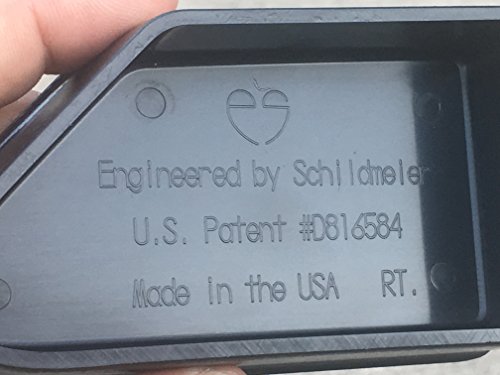 es
Engineered by Schildmeier
U.S. Patent #D816584
Made in the USA RT.